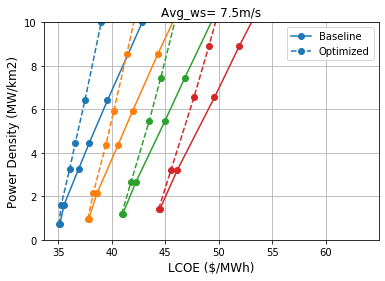 Avg_ws= 7.5m/s
Baseline
Optimized
Power Density (MW/km2)
10
8
6
4
2
0
35 40 45 50 55 60
LCOE ($/MWh)